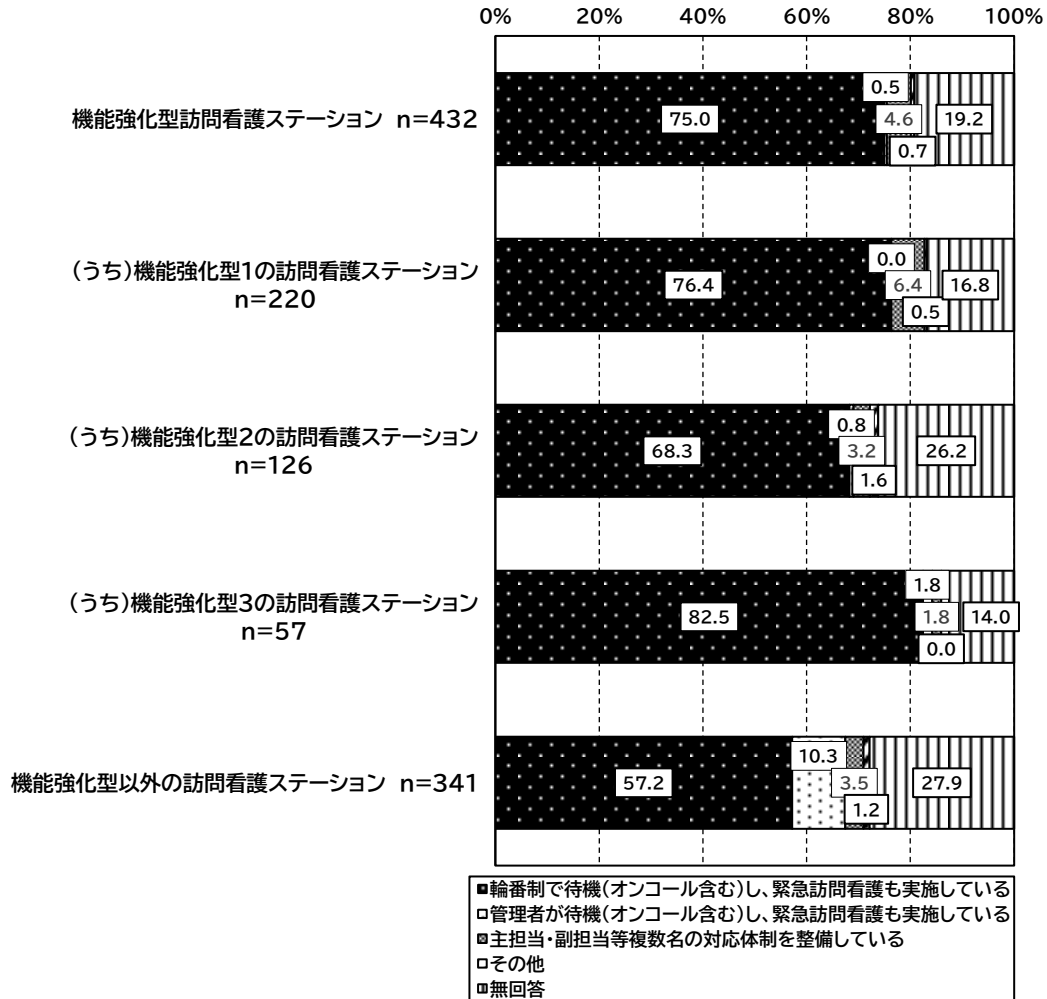 0% 20% 40% 60% 80% 100%
機能強化型訪問看護ステーション n=432
75.0
0.5
4.6
0.7
19.2
(うち)機能強化型1の訪問看護ステーション
n=220
76.4
0.0
6.4
0.5
16.8
(うち)機能強化型2の訪問看護ステーション
n=126
68.3
0.8
3.2
1.6
26.2
(うち)機能強化型3の訪問看護ステーション
n=57
82.5
1.8
1.8
0.0
14.0
機能強化型以外の訪問看護ステーション n=341
57.2
10.3
3.5
1.2
27.9
輪番制で待機(オンコール含む)し、緊急訪問看護も実施している
管理者が待機(オンコール含む)し、緊急訪問看護も実施している
主担当・副担当等複数名の対応体制を整備している
その他
無回答